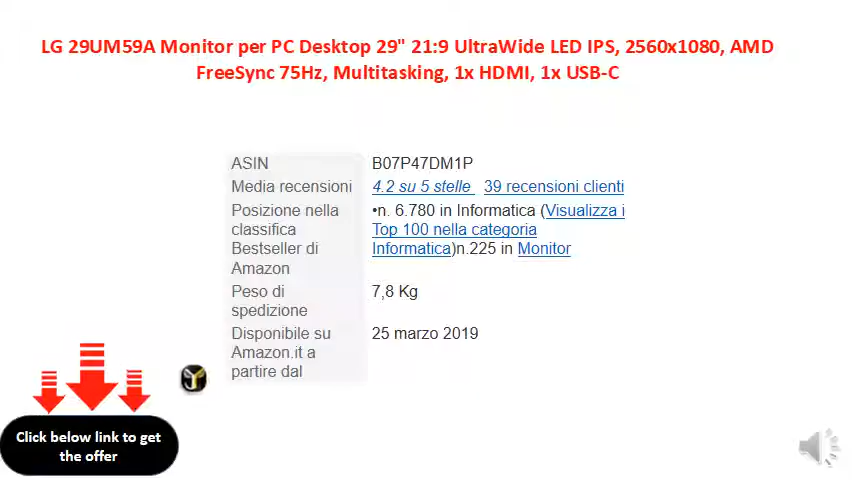 LG 29UM59A Monitor per PC Desktop 29" 21:9 UltraWide LED IPS, 2560x1080, AMD
FreeSync 75Hz, Multitasking, 1x HDMI, 1x USB-C
ASIN B07P47DM1P
Media recensioni 4.2 su 5 stelle 39 recensioni clienti
Posizione nella •n. 6.780 in Informatica (Visualizza i
classifica Top 100 nella categoria
Bestseller di Informatica)n.225 in Monitor
Amazon
Peso di 7,8 Kg
spedizione
Disponibile su 25 marzo 2019
Amazon.it a
partire dal
Click below link to get
the offer